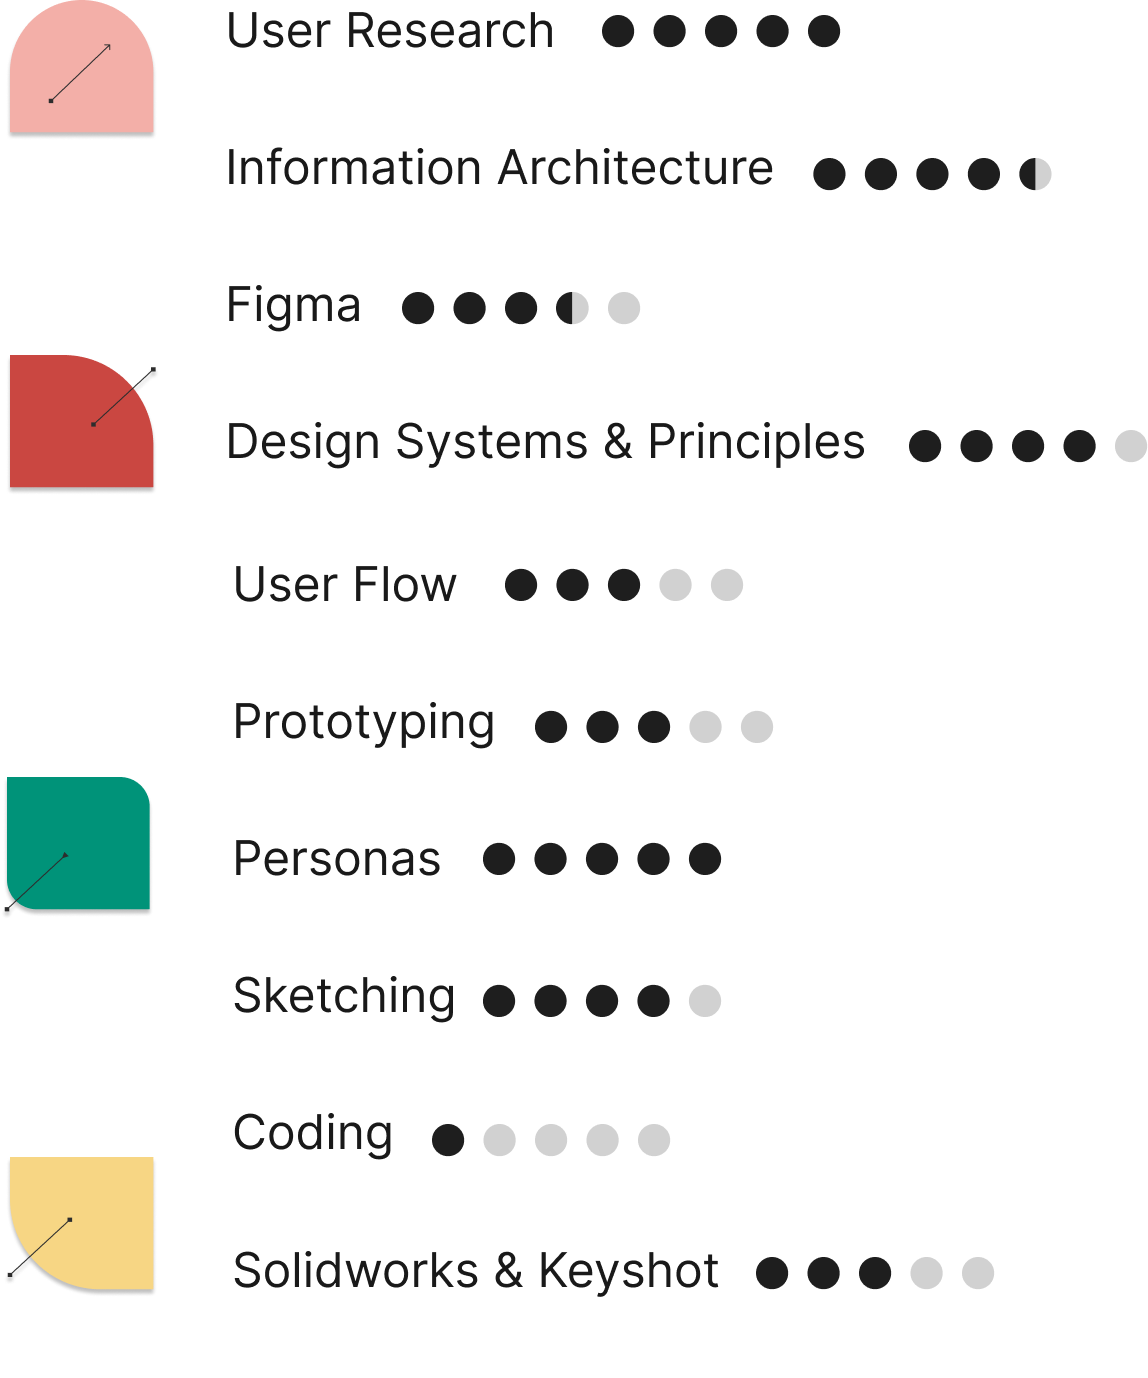 User Research
Information Architecture
Figma
Design Systems & Principles
User Flow
Prototyping
Personas
Sketching
Coding
Solidworks & Keyshot